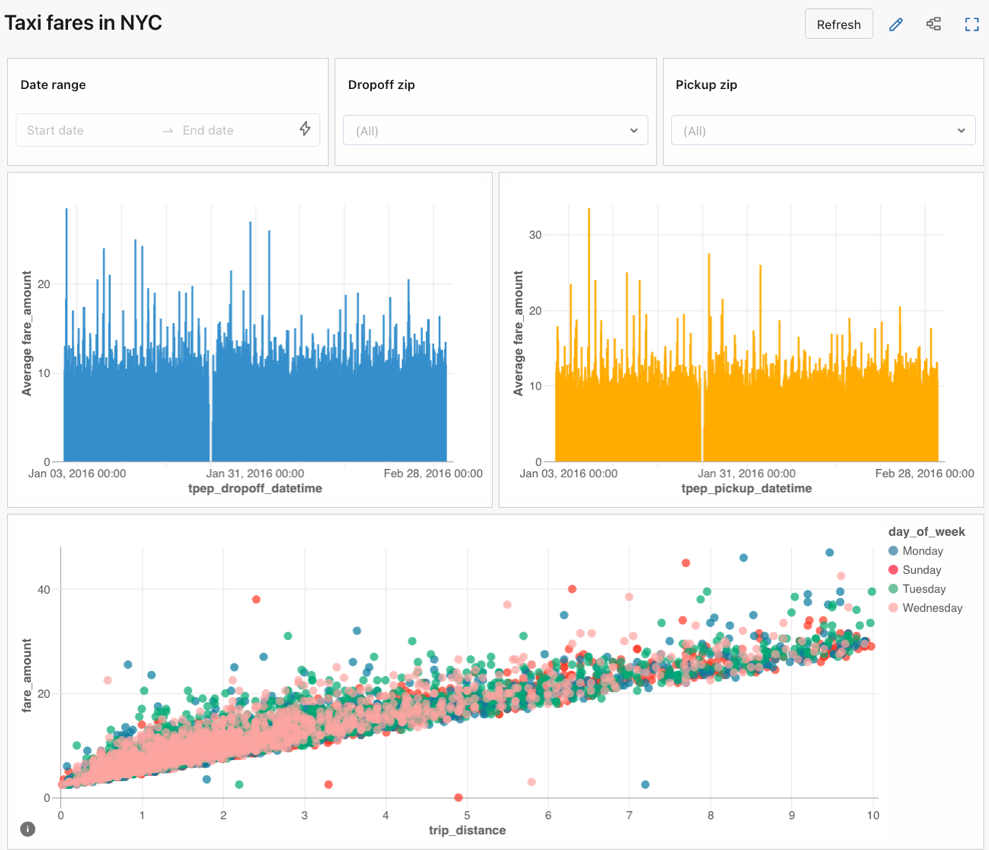 Taxi fares in NYC
Refresh
Date range
Start date → End date
Dropoff zip
(All)
Pickup zip
(All)
Average fare_amount
20
10
0
Jan 03, 2016 00:00 Jan 31, 2016 00:00 Feb 28, 2016 00:00
tpep_dropoff_datetime
Average fare_amount
30
20
10
0
Jan 03, 2016 00:00 Jan 31, 2016 00:00 Feb 28, 2016 00:00
tpep_pickup_datetime
fare_amount
40
20
0
0 1 2 3 4 5 6 7 8 9 10
trip_distance
day_of_week
Monday
Sunday
Tuesday
Wednesday